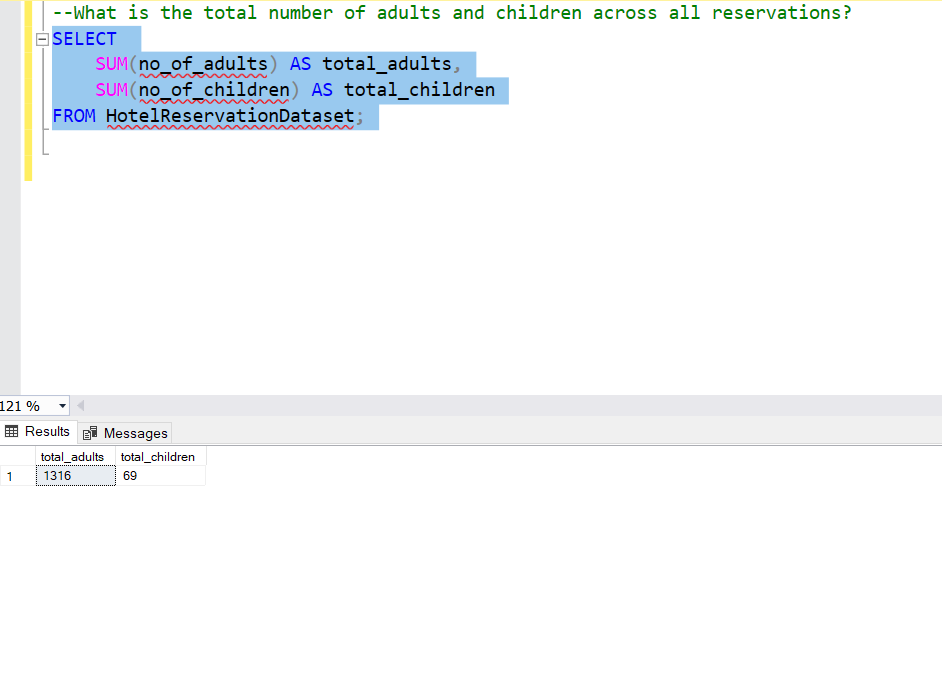 --What is the total number of adults and children across all reservations?
SELECT
SUM(no_of_adults) AS total_adults,
SUM(no_of_children) AS total_children
FROM HotelReservationDataset;
121 %
Results Messages
total_adults total_children
1 1316 69